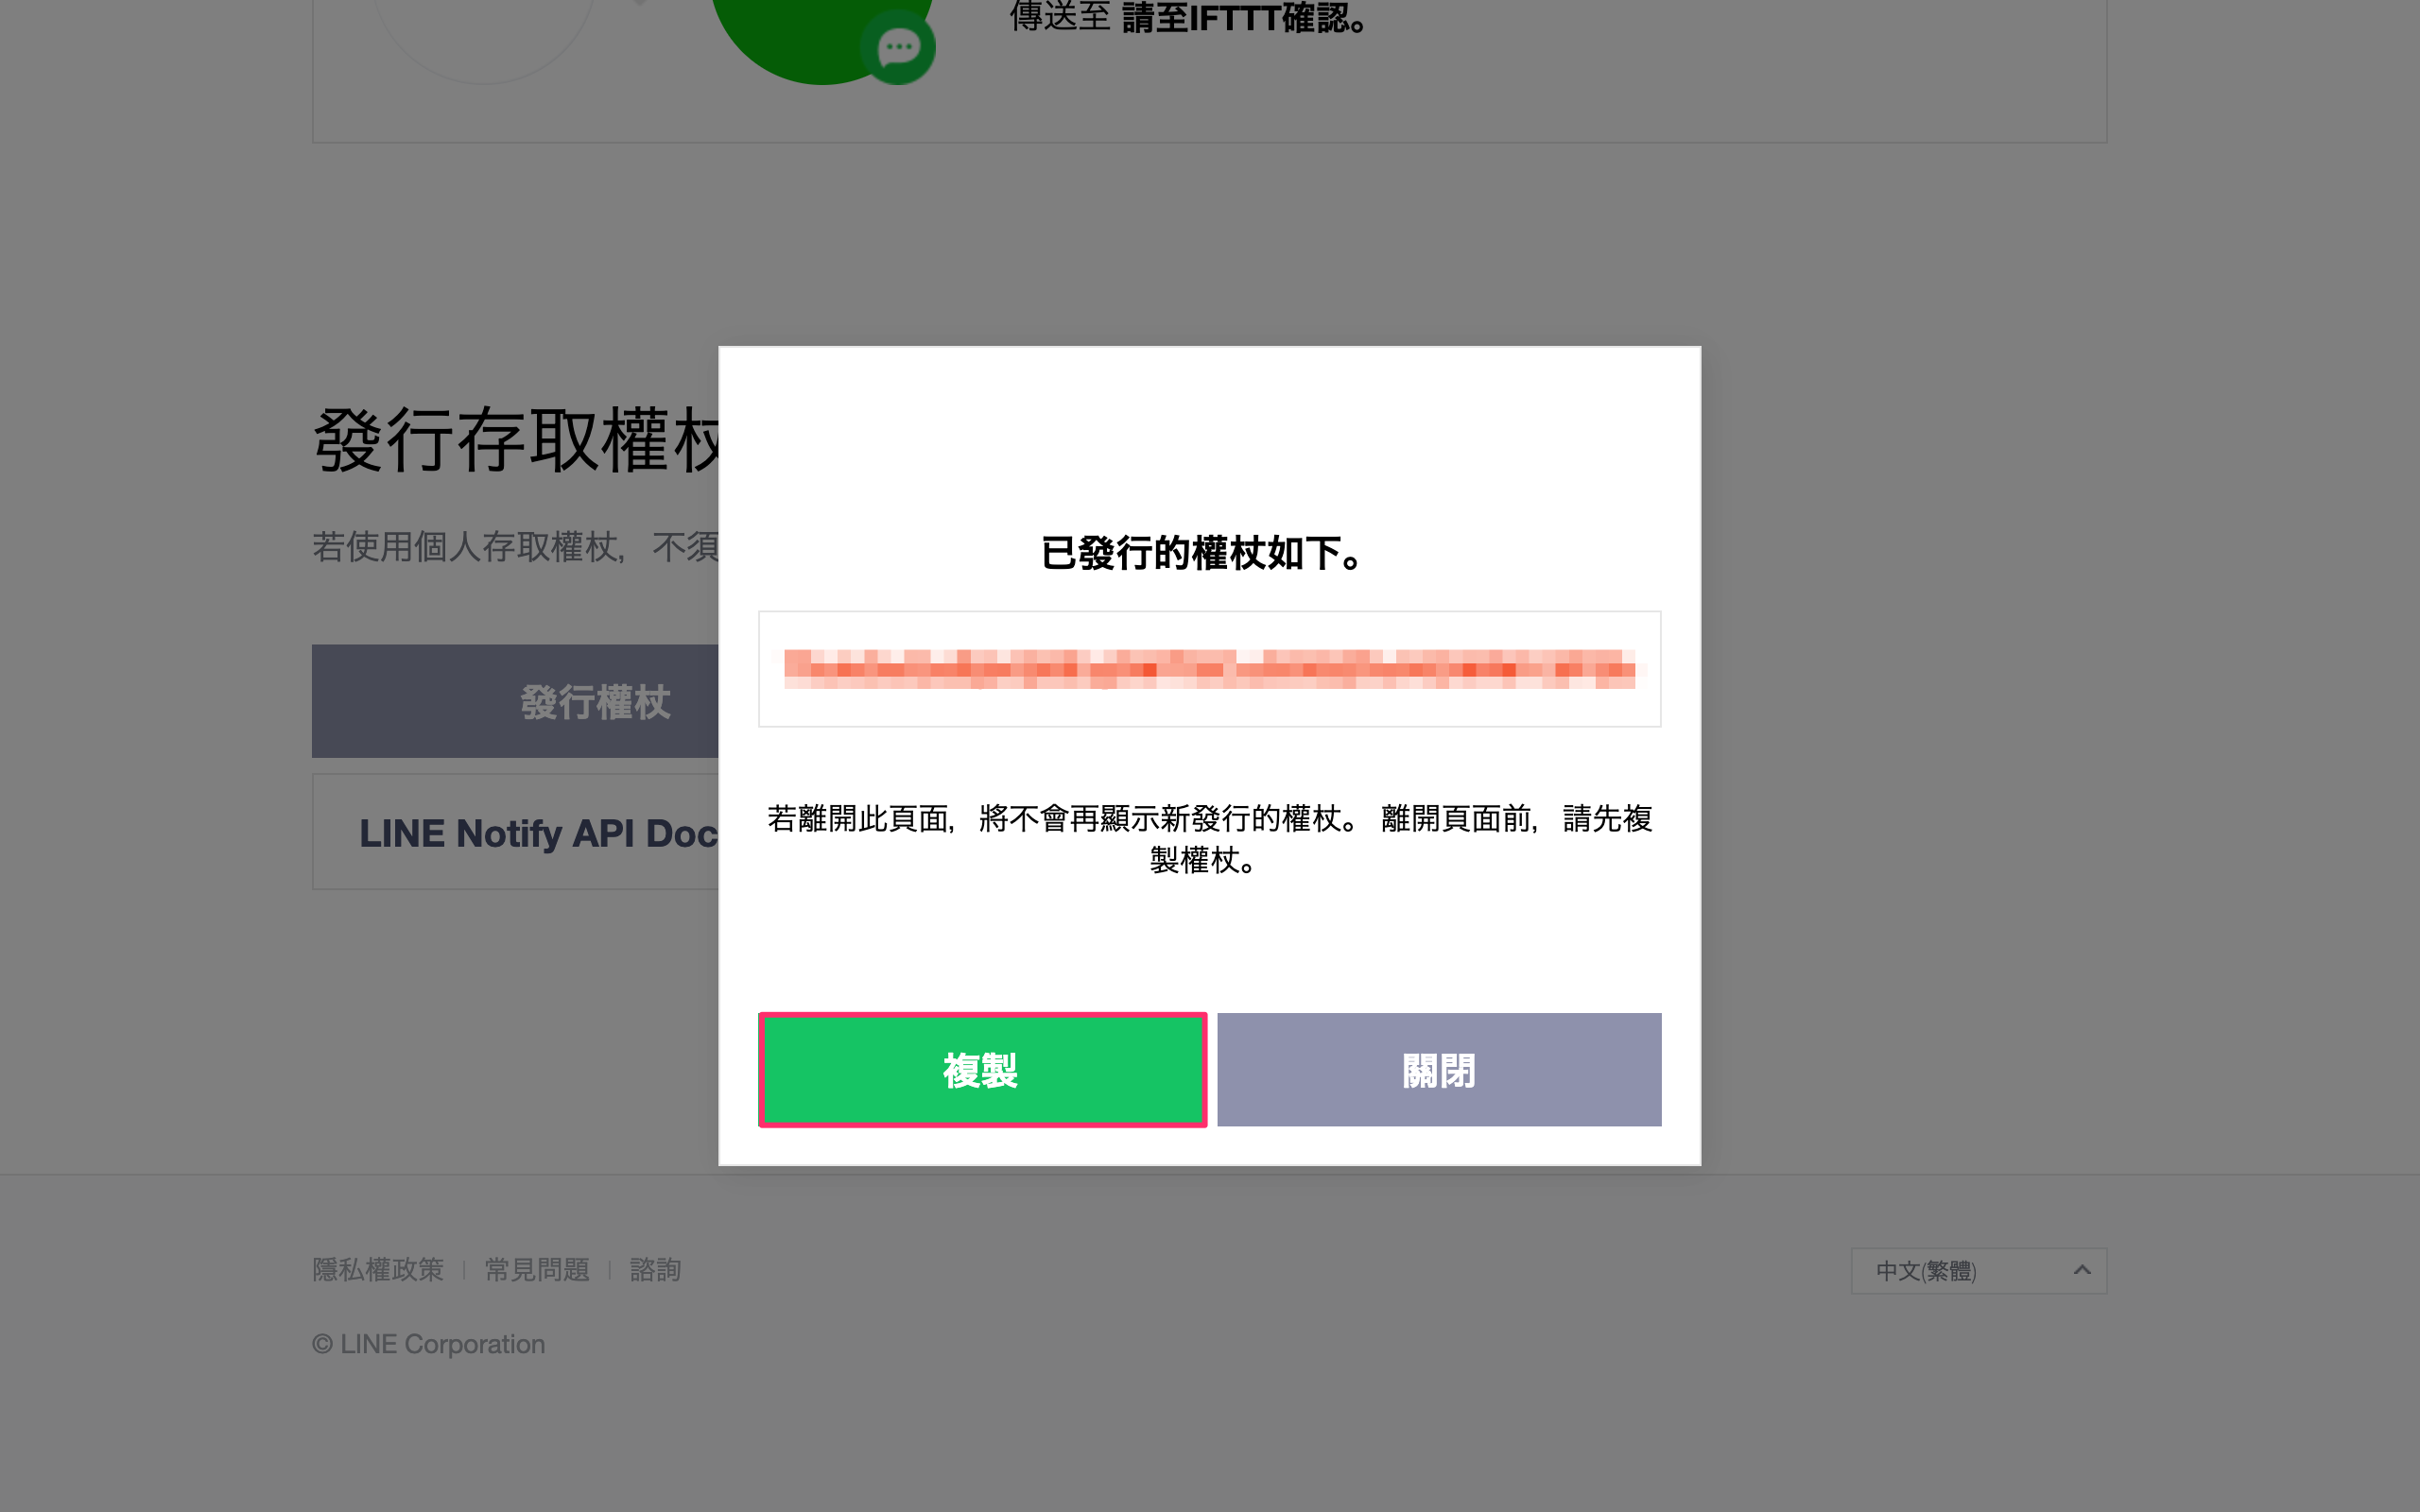 傳送至 請至IFTTT確認。
發行存取權杖
若使用個人存取權杖，不須
發行權杖
LINE Notify API Doc
已發行的權杖如下。
若離開此頁面，將不會再顯示新發行的權杖。 離開頁面前，請先複
製權杖。
複製
關閉
隱私權政策
常見問題
諮詢
中文(繁體)
© LINE Corporation